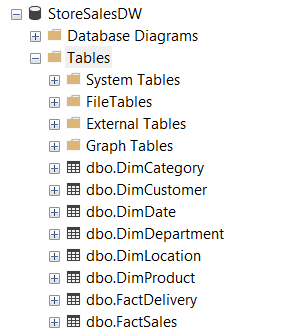 StoreSalesDW
Database Diagrams
Tables
System Tables
FileTables
External Tables
Graph Tables
dbo.DimCategory
dbo.DimCustomer
dbo.DimDate
dbo.DimDepartment
dbo.DimLocation
dbo.DimProduct
dbo.FactDelivery
dbo.FactSales